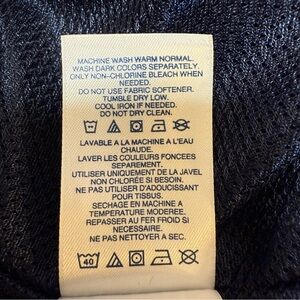 MACHINE WASH WARM NORMAL.
WASH DARK COLORS SEPARATELY.
ONLY NON-CHLORINE BLEACH WHEN
NEEDED.
DO NOT USE FABRIC SOFTENER.
TUMBLE DRY LOW.
COOL IRON IF NEEDED.
DO NOT DRY CLEAN.
LAVABLE A LA MACHINE A L'EAU
CHAUDE.
LAVER LES COULEURS FONCEES
SEPAREMENT.
UTILISER UNIQUEMENT DE LA JAVEL
NON CHLORÉE SI BESOIN.
NE PAS UTILISER D'ADOUCISSANT
POUR TISSUS.
SECHAGE EN MACHINE A
TEMPERATURE MODEREE.
REPASSER AU FER FROID SI
NECESSAIRE.
NE PAS NETTOYER A SEC.
40